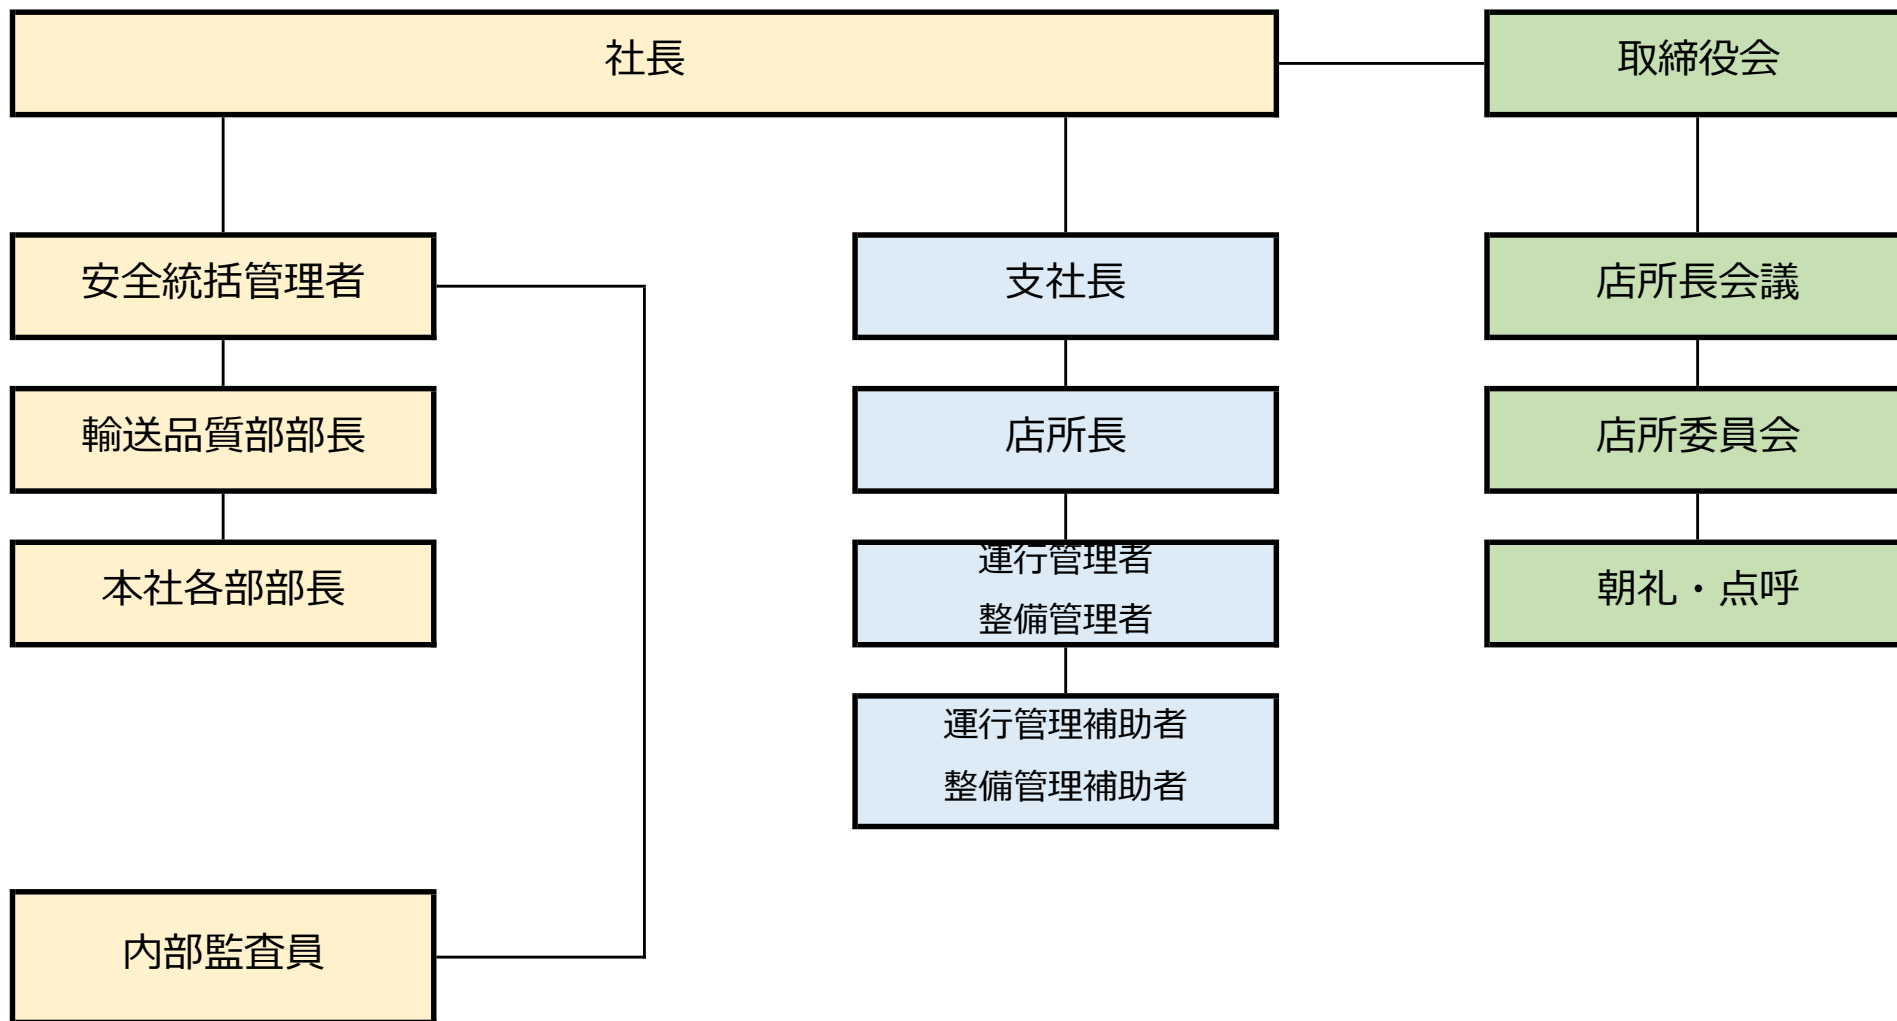 社長
取締役会
安全統括管理者
支社長
店所長会議
輸送品質部部長
店所長
店所委員会
本社各部部長
運行管理者
整備管理者
朝礼・点呼
運行管理補助者
整備管理補助者
内部監査員